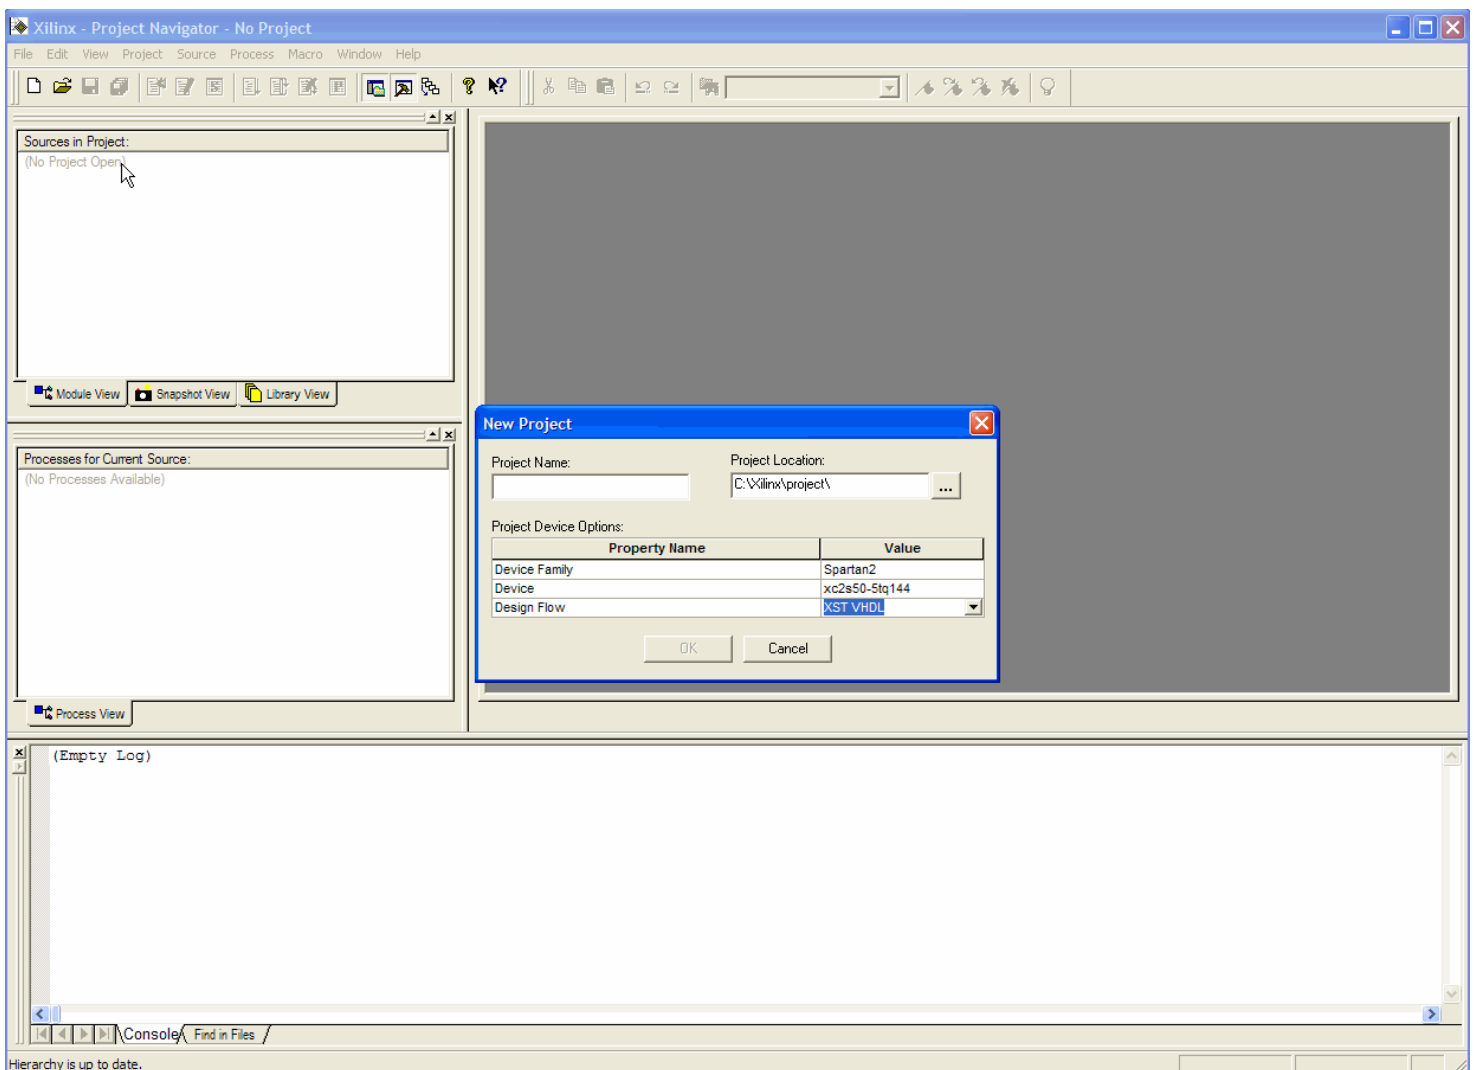 Xilinx - Project Navigator - No Project
File Edit View Project Source Process Macro Window Help
Sources in Project:
(No Project Open)
Module View Snapshot View Library View
Processes for Current Source:
(No Processes Available)
Process View
New Project
Project Name: Project Location:
C:\Xilinx\project\
...
Project Device Options:
Property Name Value
Device Family Spartan2
Device xc2s50-5tq144
Design Flow XST VHDL
OK Cancel
(Empty Log)
Console Find in Files
Hierarchy is up to date.